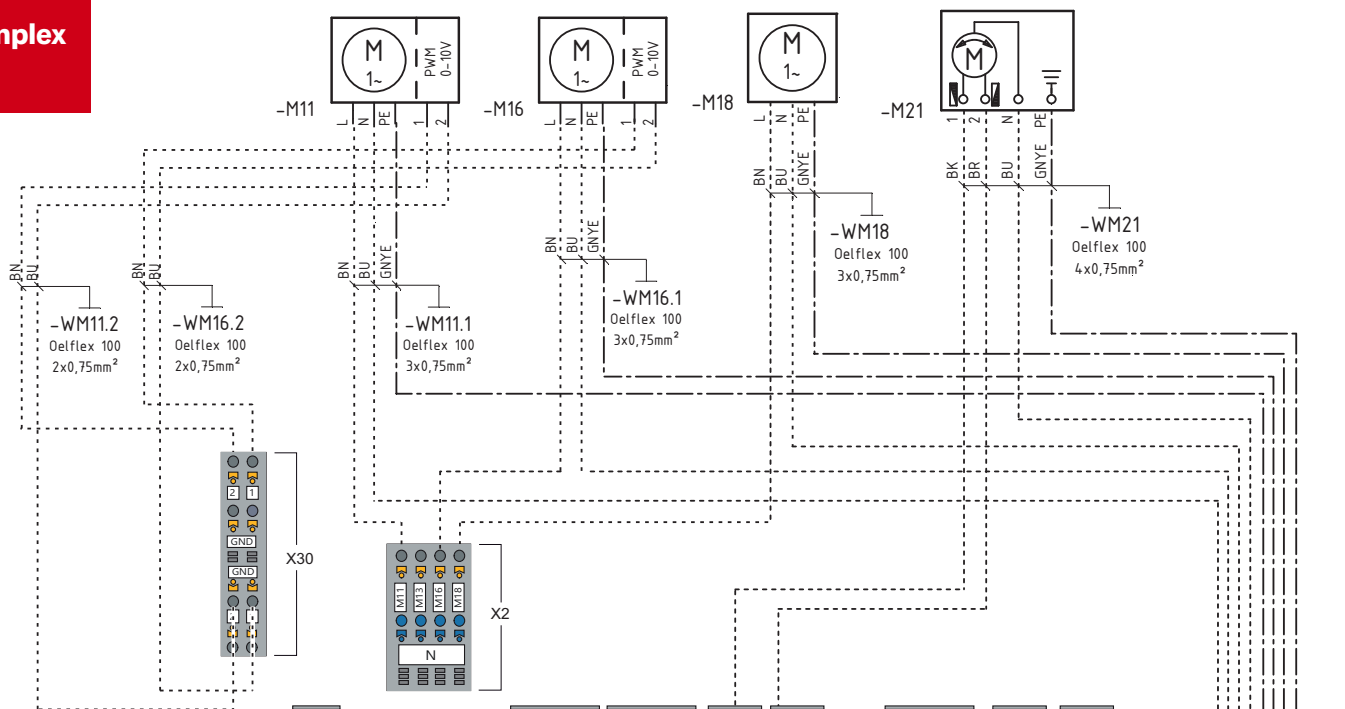 nplex
M
1~
PWM
0-10V
-M11
L
N
PE
1
2
M
1~
PWM
0-10V
-M16
L
N
PE
1
2
M
1~
-M18
L
N
PE
M
-M21
1
2
N
PE
BK
BR
BU
GNYE
-WM21
Oelflex 100
4x0,75mm²
BN
BU
GNYE
-WM18
Oelflex 100
3x0,75mm²
BN
BU
GNYE
-WM16.1
Oelflex 100
3x0,75mm²
BN
BU
GNYE
-WM11.1
Oelflex 100
3x0,75mm²
BN
BU
-WM16.2
Oelflex 100
2x0,75mm²
BN
BU
-WM11.2
Oelflex 100
2x0,75mm²
2
1
GND
GND
X30
M11
M13
M16
M18
N
X2